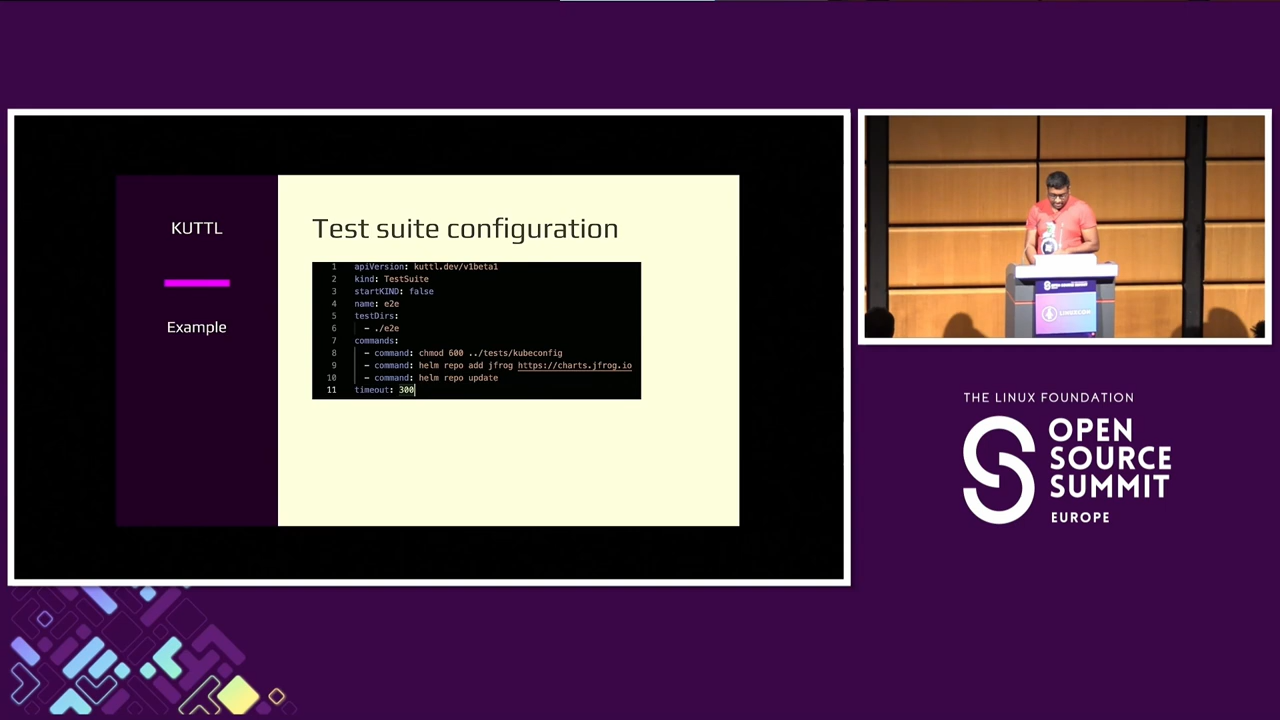 KUTTL
Example
Test suite configuration
1 apiVersion: kuttl.dev/v1beta1
2 kind: TestSuite
3 startKIND: false
4 name: e2e
5 testDirs:
6 - ./e2e
7 commands:
8 - command: chmod 600 ../tests/kubeconfig
9 - command: helm repo add jfrog https://charts.jfrog.io
10 - command: helm repo update
11 timeout: 300
THE LINUX FOUNDATION
OPEN
SOURCE
SUMMIT
EUROPE